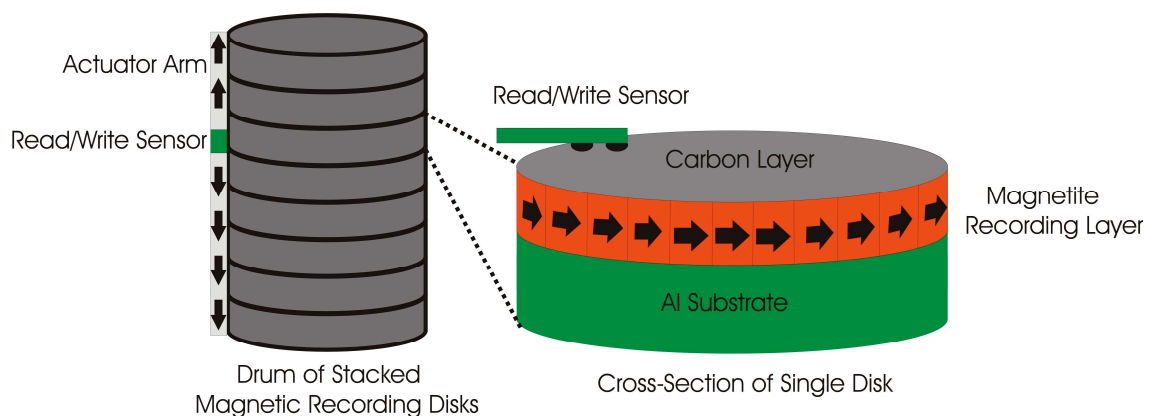 Actuator Arm
Read/Write Sensor
Drum of Stacked
Magnetic Recording Disks
Read/Write Sensor
Carbon Layer
Magnetite
Recording Layer
Al Substrate
Cross-Section of Single Disk